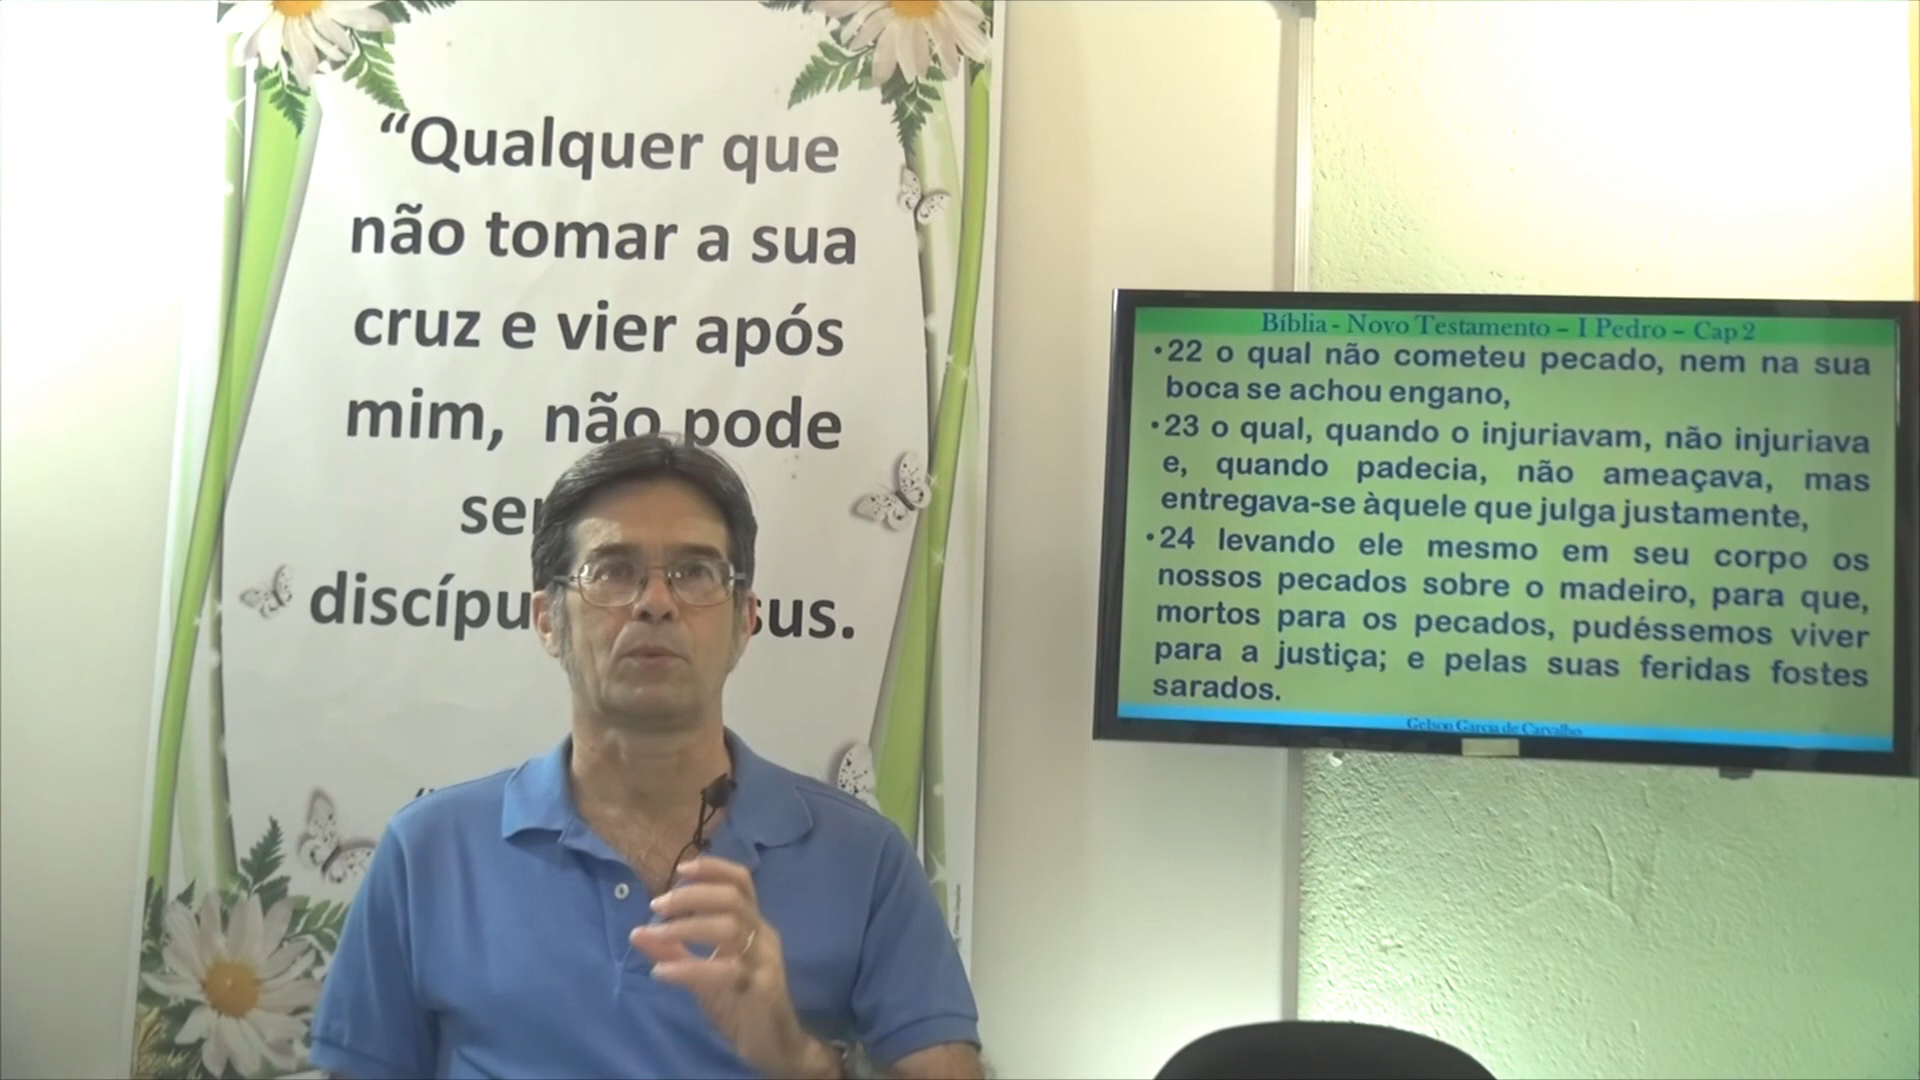 “Qualquer que
não tomar a sua
cruz e vier após
mim, não pode
discípu sus.
Bíblia - Novo Testamento – I Pedro – Cap 2
•22 o qual não cometeu pecado, nem na sua
boca se achou engano,
•23 o qual, quando o injuriavam, não injuriava
e, quando padecia, não ameaçava, mas
entregava-se àquele que julga justamente,
•24 levando ele mesmo em seu corpo os
nossos pecados sobre o madeiro, para que,
mortos para os pecados, pudéssemos viver
para a justiça; e pelas suas feridas fostes
sarados.
Gelson Garcia de Carvalho